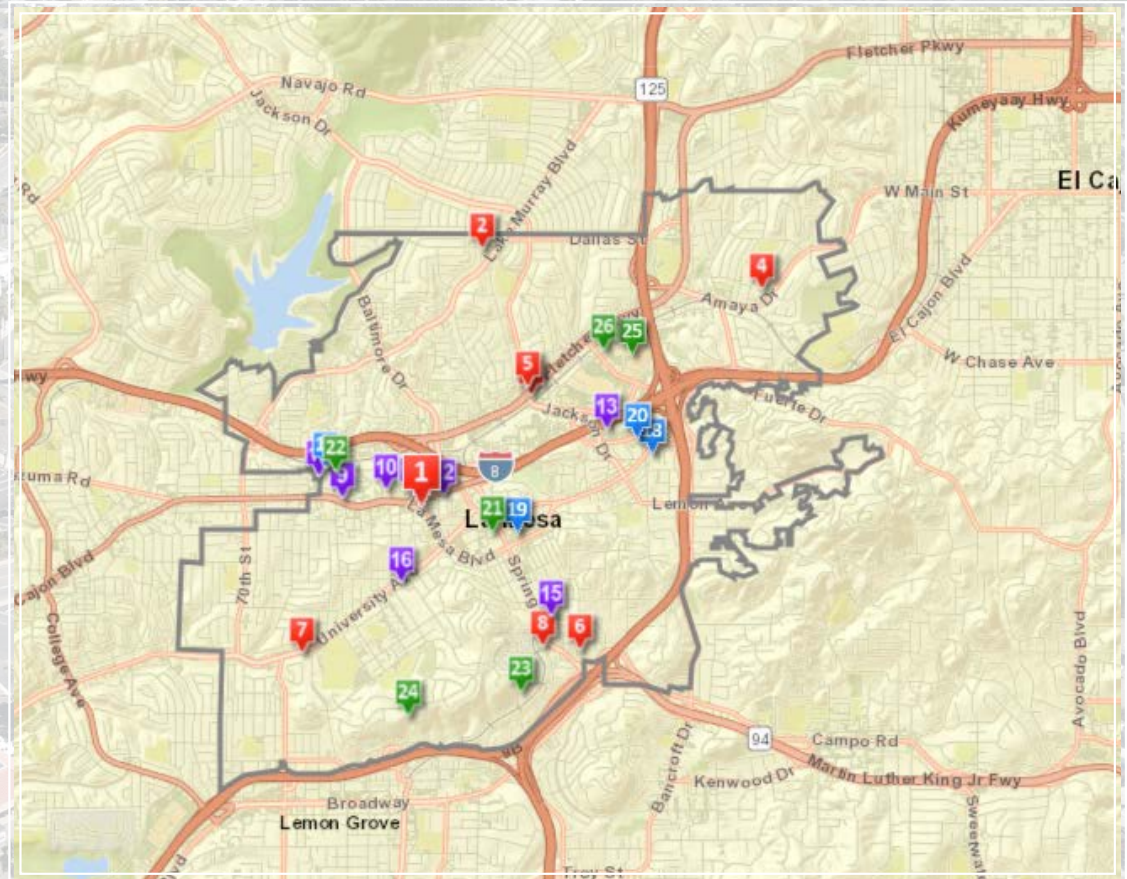 Fletcher Pkwy
Navajo Rd
125
Jackson Dr
Kumeyaay Hwy
Lake Murray Blvd
El Ca
W Main St
Rd
2
Dallas St
4
Amaya Dr
El Cajon Blvd
Baltimore Dr
26
25
5
W Chase Ave
13
20
Jackson Dr
Fuerte Dr
22
10
1
2
8
9
Lemon
21
19
La Mesa Blvd
16
Spring
70th St
15
University A
7
8
6
College Ave
23
24
Avocado Blvd
94
Campo Rd
Bancroft Dr
Martin Luther King Jr Fwy
Kenwood Dr
Broadway
Lemon Grove
Sweetwat
Troy St